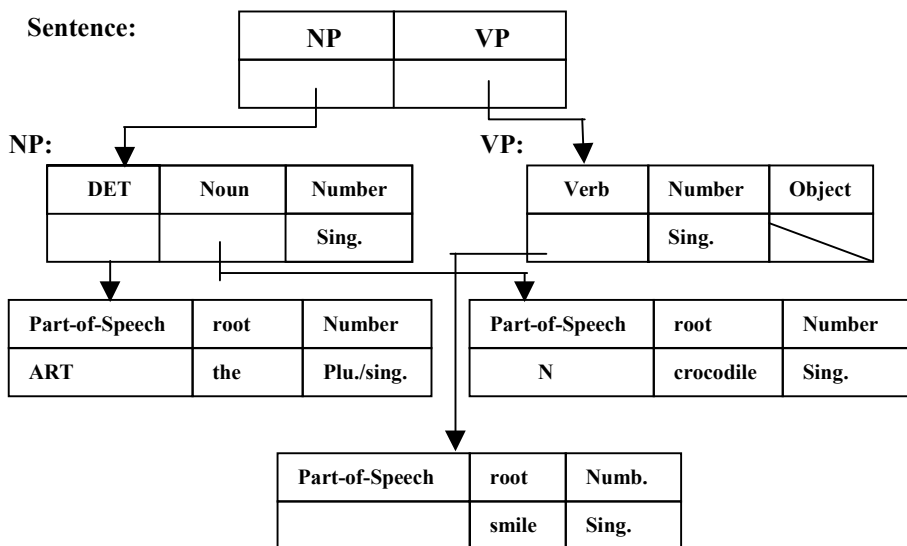 Sentence:
NP VP
NP: VP:
DET Noun Number
Sing.
Verb Number Object
Sing.
Part-of-Speech root Number
ART the Plu./sing.
Part-of-Speech root Number
N crocodile Sing.
Part-of-Speech root Numb.
smile Sing.